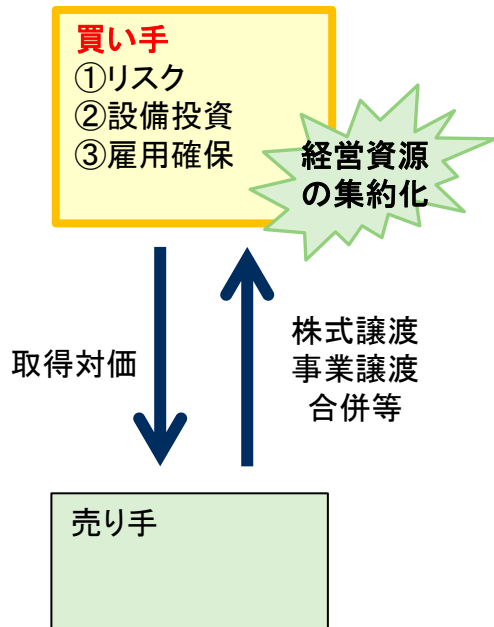 買い手
①リスク
②設備投資
③雇用確保
経営資源
の集約化
取得対価
株式譲渡
事業譲渡
合併等
売り手